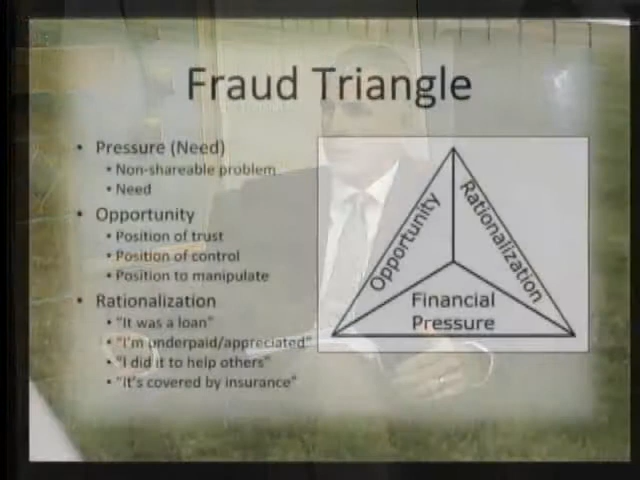 Fraud Triangle
• Pressure (Need)
• Non-shareable problem
• Need
• Opportunity
• Position of trust
• Position of control
• Position to manipulate
• Rationalization
• "It was a loan"
• "I'm underpaid/appreciated"
• "I did it to help others"
• "It's covered by insurance"
Opportunity
Rationalization
Financial
Pressure